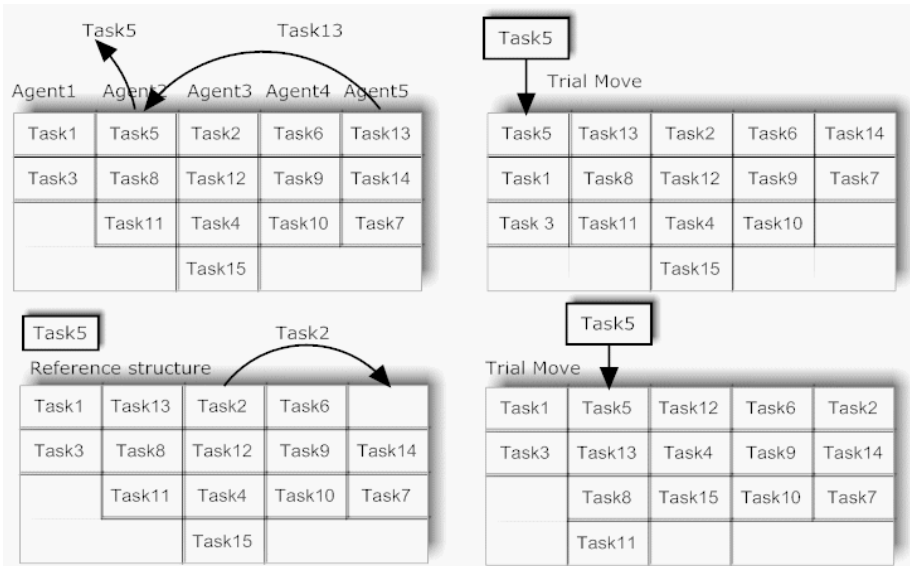 Task5 Task13
Agent1 Agent2 Agent3 Agent4 Agent5
Task1 Task5 Task2 Task6 Task13
Task3 Task8 Task12 Task9 Task14
Task11 Task4 Task10 Task7
Task15
Task5
Trial Move
Task5 Task13 Task2 Task6 Task14
Task1 Task8 Task12 Task9 Task7
Task 3 Task11 Task4 Task10
Task15
Task5
Task2
Reference structure
Task1 Task13 Task2 Task6
Task3 Task8 Task12 Task9 Task14
Task11 Task4 Task10 Task7
Task15
Task5
Trial Move
Task1 Task5 Task12 Task6 Task2
Task3 Task13 Task4 Task9 Task14
Task8 Task15 Task10 Task7
Task11